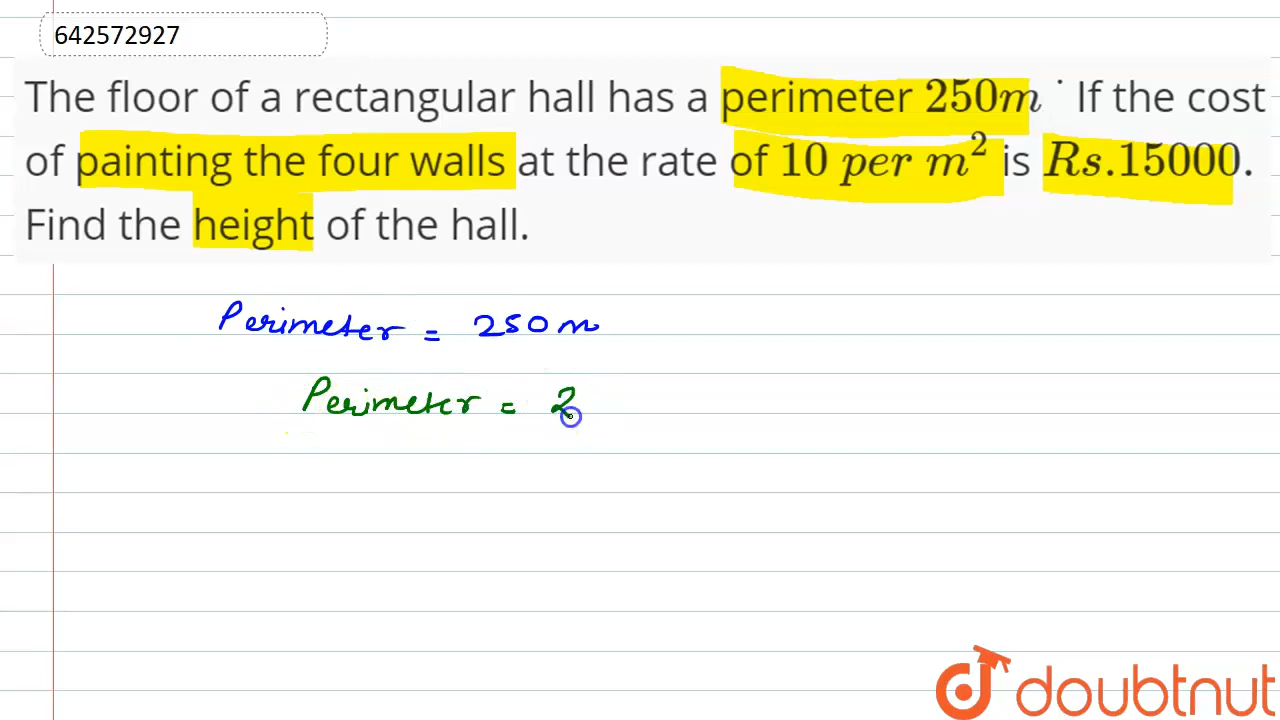 642572927
The floor of a rectangular hall has a perimeter 250m ˙ If the cost
of painting the four walls at the rate of 10 per m² is Rs.15000.
Find the height of the hall.
Perimeter = 250 m
Perimeter = 2
doubtnut